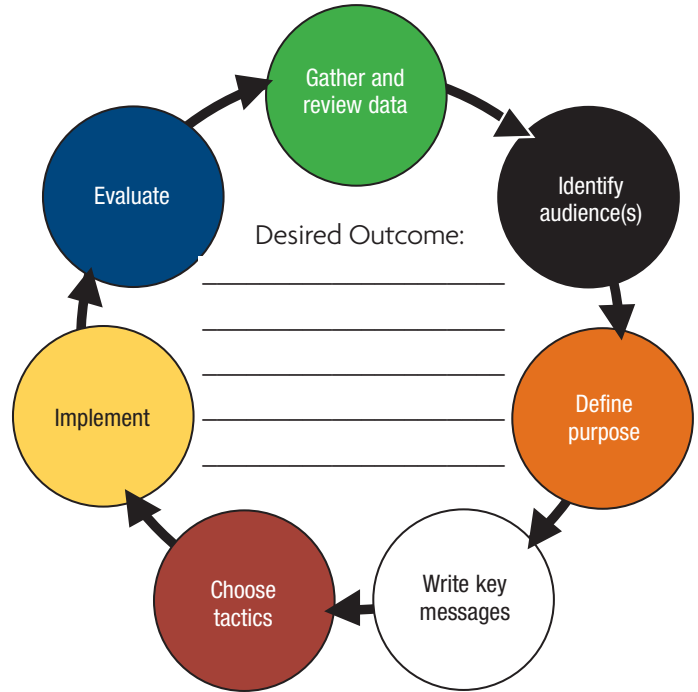 Gather and
review data
Identify
audience(s)
Define
purpose
Write key
messages
Choose
tactics
Implement
Evaluate
Desired Outcome: